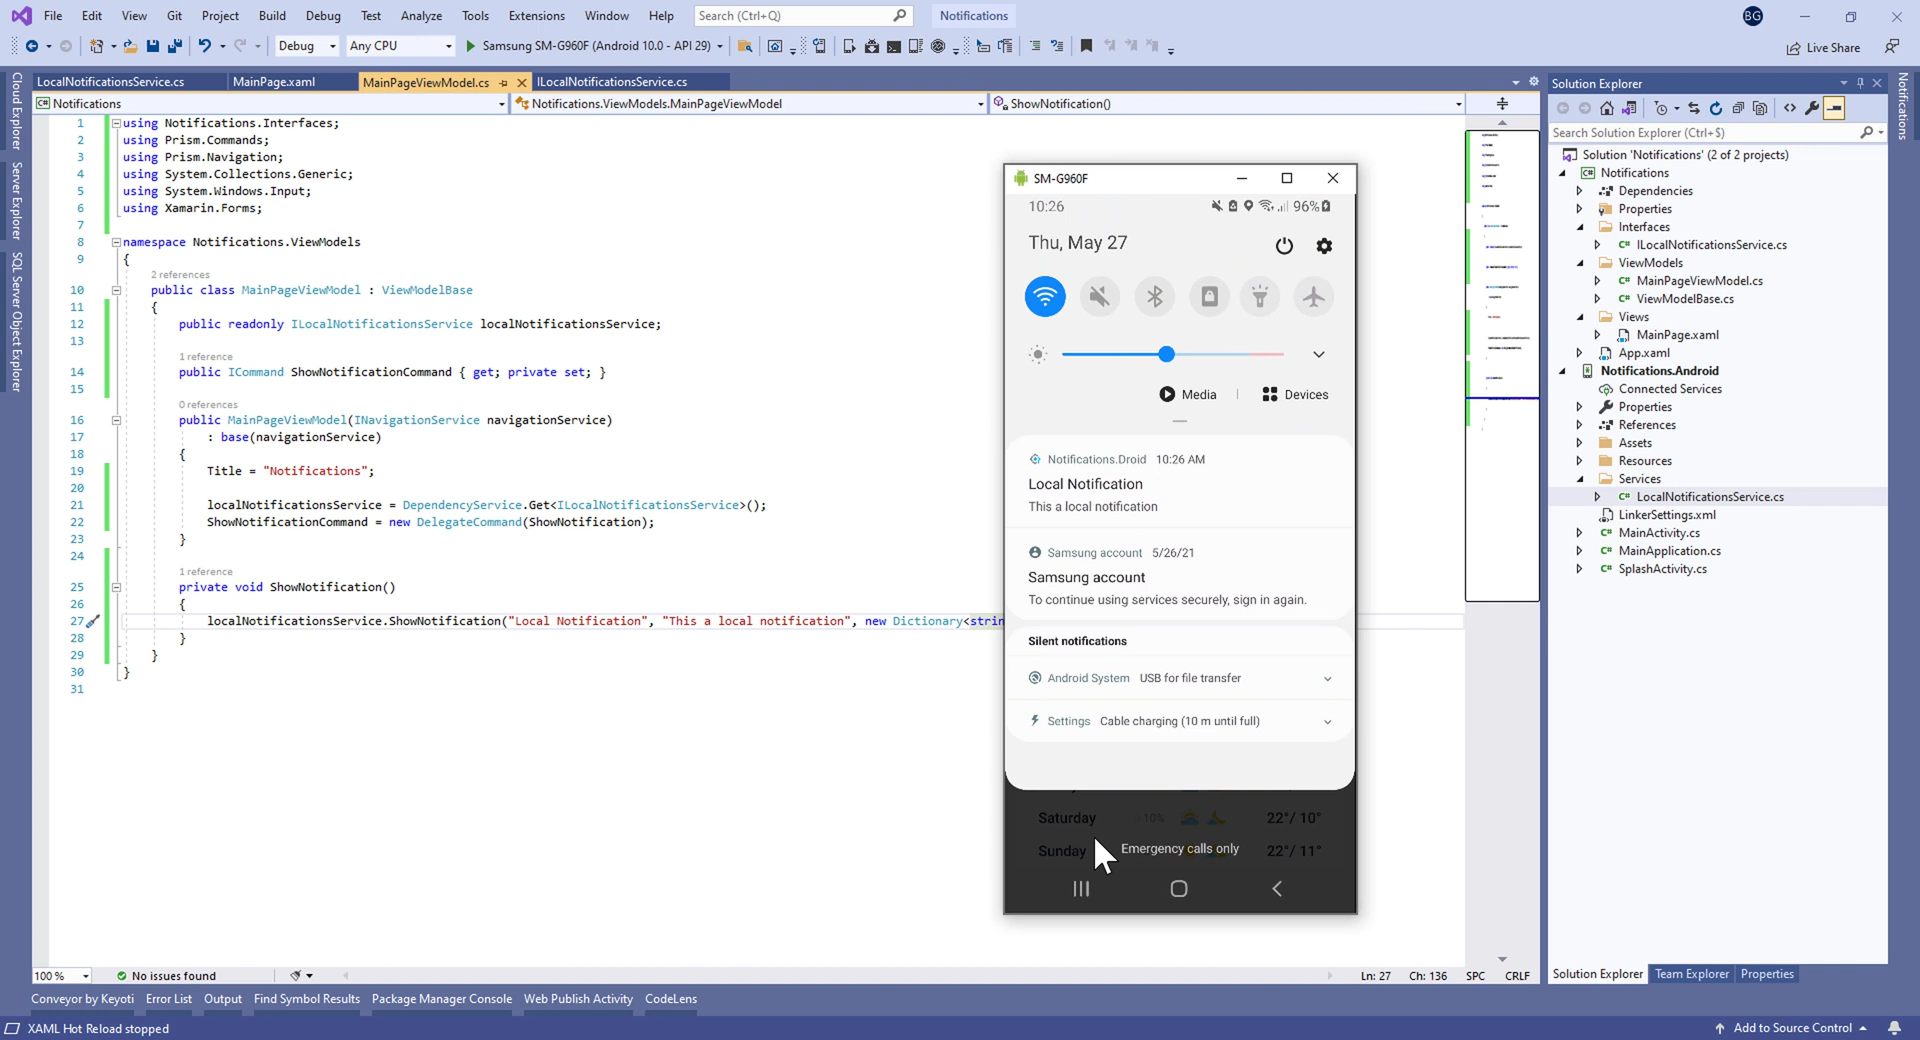 File Edit View Git Project Build Debug Test Analyze Tools Extensions Window Help Search (Ctrl+Q) Notifications BG
Debug Any CPU Samsung SM-G960F (Android 10.0 - API 29) Live Share
Cloud Explorer
Server Explorer
SQL Server Object Explorer
LocalNotificationsService.cs MainPage.xaml MainPageViewModel.cs ILocalNotificationsService.cs
Notifications Notifications.ViewModels.MainPageViewModel ShowNotification()
1 using Notifications.Interfaces;
2 using Prism.Commands;
3 using Prism.Navigation;
4 using System.Collections.Generic;
5 using System.Windows.Input;
6 using Xamarin.Forms;
7
8 namespace Notifications.ViewModels
9 {
2 references
10 public class MainPageViewModel : ViewModelBase
11 {
12 public readonly ILocalNotificationsService localNotificationsService;
13
1 reference
14 public ICommand ShowNotificationCommand { get; private set; }
15
0 references
16 public MainPageViewModel(INavigationService navigationService)
17 : base(navigationService)
18 {
19 Title = "Notifications";
20
21 localNotificationsService = DependencyService.Get<ILocalNotificationsService>();
22 ShowNotificationCommand = new DelegateCommand(ShowNotification);
23 }
24
1 reference
25 private void ShowNotification()
26 {
27 localNotificationsService.ShowNotification("Local Notification", "This a local notification", new Dictionary<strin
28 }
29 }
30 }
31
SM-G960F
10:26 96%
Thu, May 27
Media Devices
Notifications.Droid 10:26 AM
Local Notification
This a local notification
Samsung account 5/26/21
Samsung account
To continue using services securely, sign in again.
Silent notifications
Android System USB for file transfer
Settings Cable charging (10 m until full)
Saturday 10% 22°/ 10°
Sunday Emergency calls only 22°/ 11°
Solution Explorer
Search Solution Explorer (Ctrl+$)
Solution 'Notifications' (2 of 2 projects)
Notifications
Dependencies
Properties
Interfaces
ILocalNotificationsService.cs
ViewModels
MainPageViewModel.cs
ViewModelBase.cs
Views
MainPage.xaml
App.xaml
Notifications.Android
Connected Services
Properties
References
Assets
Resources
Services
LocalNotificationsService.cs
LinkerSettings.xml
MainActivity.cs
MainApplication.cs
SplashActivity.cs
Notifications
100 % No issues found Ln: 27 Ch: 136 SPC CRLF
Solution Explorer Team Explorer Properties
Conveyor by Keyoti Error List Output Find Symbol Results Package Manager Console Web Publish Activity CodeLens
XAML Hot Reload stopped Add to Source Control